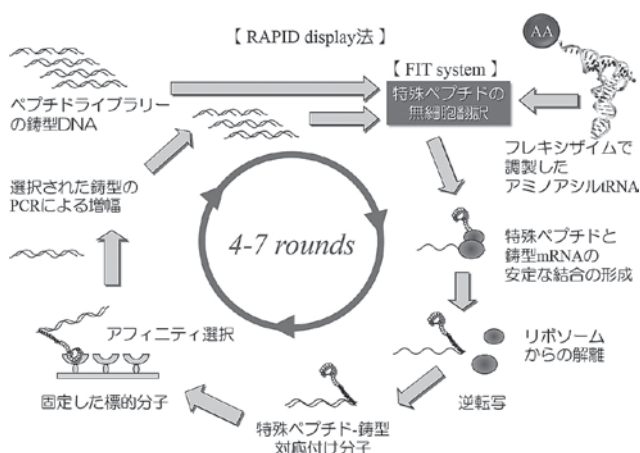 【 RAPID display法 】
AA
【 FIT system 】
特殊ペプチドの
無細胞翻訳
ペプチドライブラリー
の鋳型DNA
フレキシザイムで
調製した
アミノアシルtRNA
選択された鋳型の
PCRによる増幅
4-7 rounds
特殊ペプチドと
鋳型mRNAの
安定な結合の形成
アフィニティ選択
リボソーム
からの解離
固定した標的分子
逆転写
特殊ペプチド-鋳型
対応付け分子